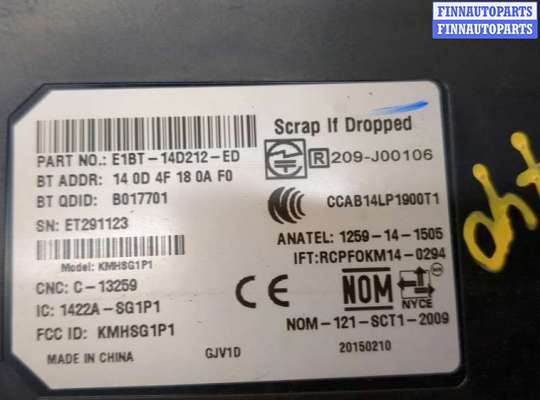 FINNAUTOPARTS
FINNAUTOPARTS
Scrap If Dropped
PART NO.: E1BT-14D212-ED
R 209-J00106
BT ADDR: 14 0D 4F 18 0A F0
BT QDID: B017701
CCAB14LP1900T1
SN: ET291123
ANATEL: 1259-14-1505
IFT:RCPFOKM14-0294
Model: KMHSG1P1
CNC: C-13259
IC: 1422A-SG1P1
CE
NOM
NYCE
FCC ID: KMHSG1P1
NOM-121-SCT1-2009
MADE IN CHINA
GJV1D
20150210